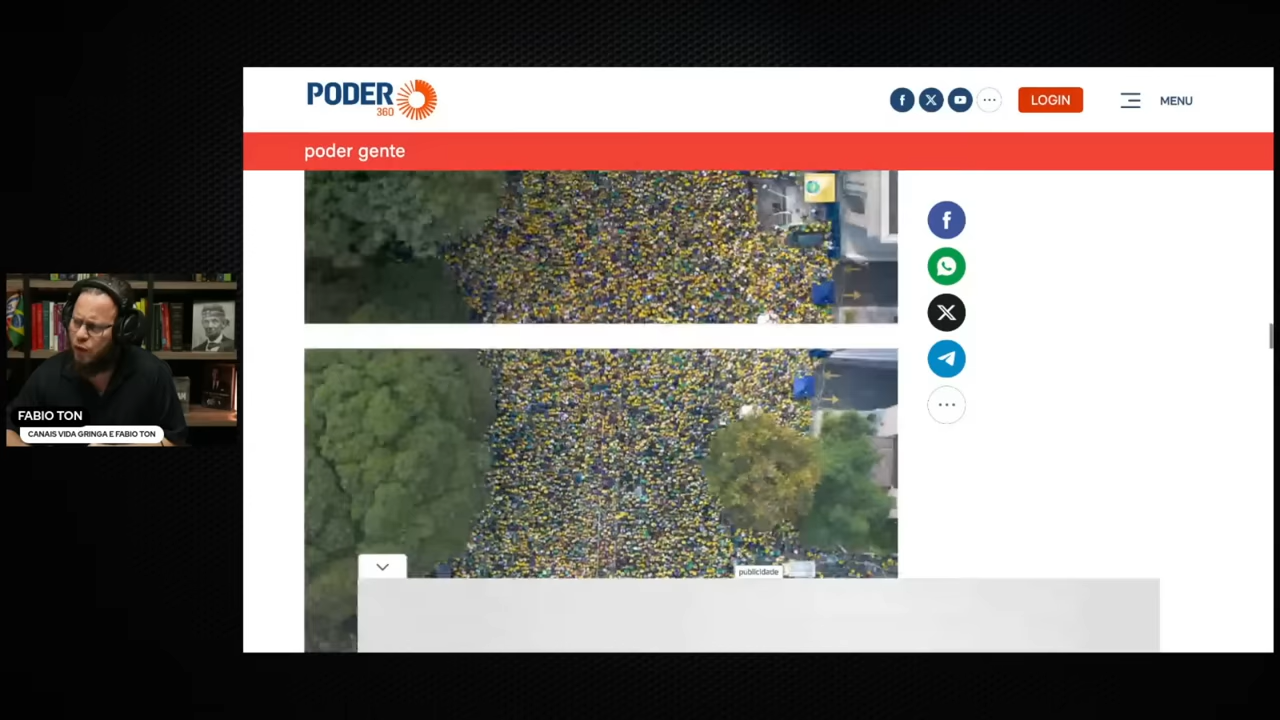 PODER
360
LOGIN
MENU
poder gente
FABIO TON
CANAIS VIDA GRINGA E FABIO TON
publicidade